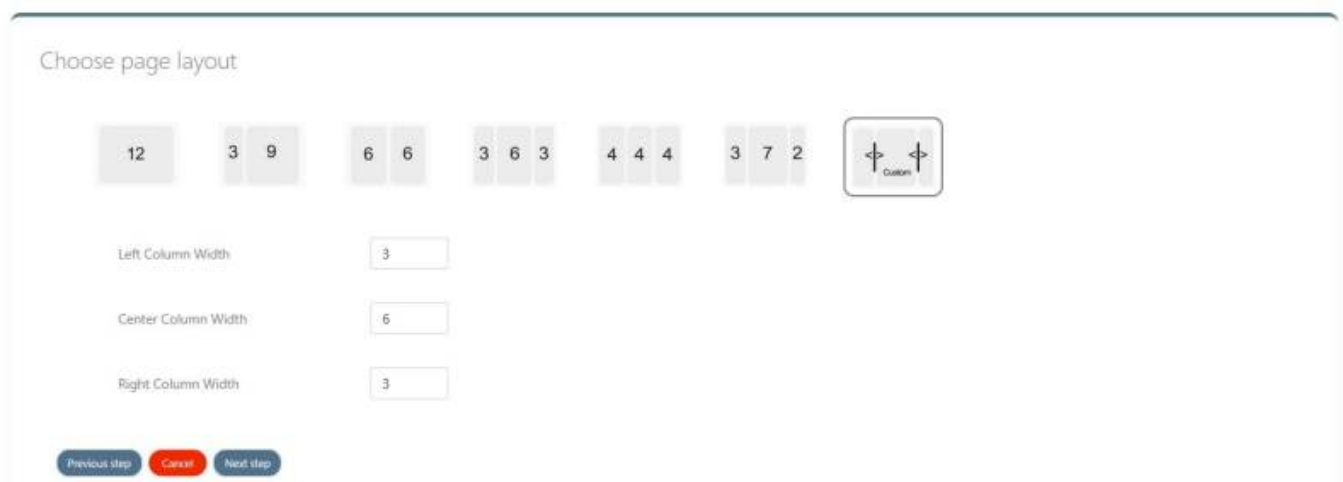 Choose page layout
12 3 9 6 6 3 6 3 4 4 4 3 7 2 <|> <|>
Custom
Left Column Width 3
Center Column Width 6
Right Column Width 3
Previous step Cancel Next step